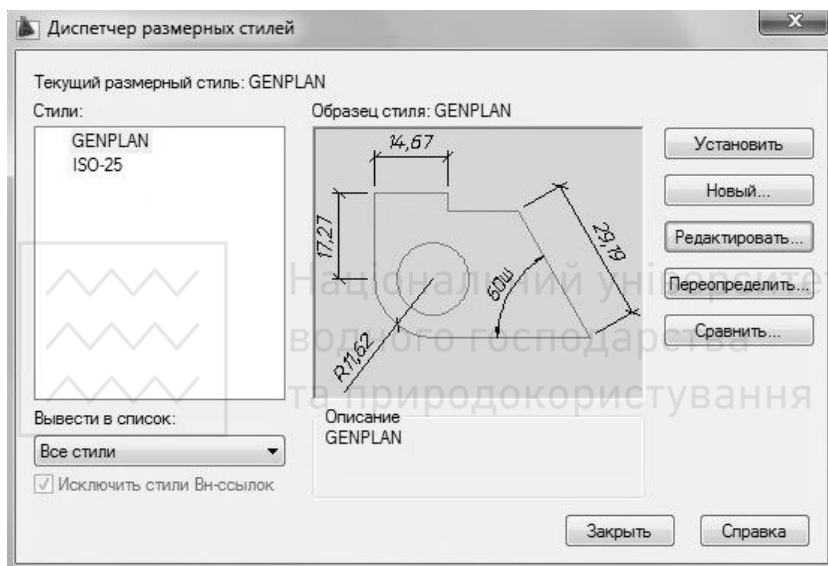 Диспетчер размерных стилей
Текущий размерный стиль: GENPLAN
Стили:
GENPLAN
ISO-25
Образец стиля: GENPLAN
14,67
17,27
29,19
60ш
R11,62
Установить
Новый...
Редактировать...
Переопределить...
Сравнить...
Національний університет
водного господарства
та природокористування
Вывести в список:
Все стили
Исключить стили Вн-ссылок
Описание
GENPLAN
Закрыть
Справка